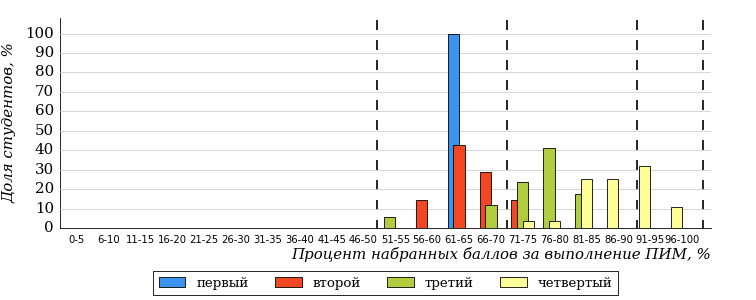 100
90
80
70
60
50
40
30
20
10
0
Доля студентов, %
0-5 6-10 11-15 16-20 21-25 26-30 31-35 36-40 41-45 46-50 51-55 56-60 61-65 66-70 71-75 76-80 81-85 86-90 91-95 96-100
Процент набранных баллов за выполнение ПИМ, %
первый второй третий четвертый